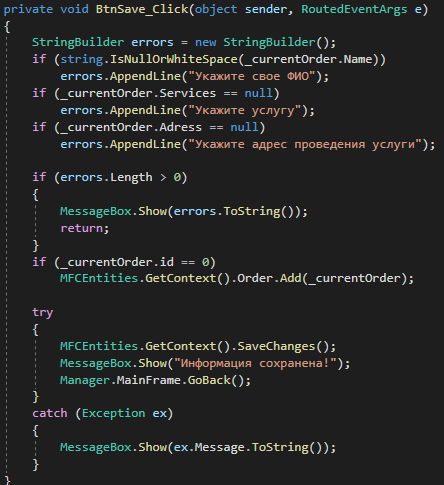 private void BtnSave_Click(object sender, RoutedEventArgs e)
{
StringBuilder errors = new StringBuilder();
if (string.IsNullOrWhiteSpace(_currentOrder.Name))
errors.AppendLine("Укажите свое ФИО");
if (_currentOrder.Services == null)
errors.AppendLine("Укажите услугу");
if (_currentOrder.Adress == null)
errors.AppendLine("Укажите адрес проведения услуги");
if (errors.Length > 0)
{
MessageBox.Show(errors.ToString());
return;
}
if (_currentOrder.id == 0)
MFCEntities.GetContext().Order.Add(_currentOrder);
try
{
MFCEntities.GetContext().SaveChanges();
MessageBox.Show("Информация сохранена!");
Manager.MainFrame.GoBack();
}
catch (Exception ex)
{
MessageBox.Show(ex.Message.ToString());
}
}